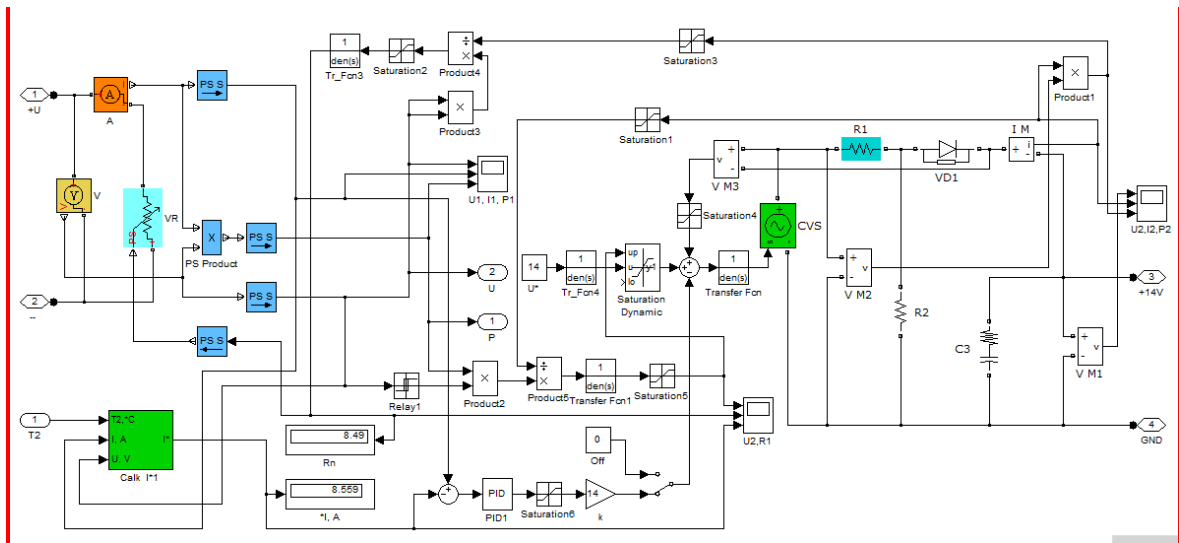 1
+U
A
I
A
PS S
V
V
VR
PS
+
2
--
X
PS Product
PS S
PS S
PS S
1
T2
T2,*C
I, A
U, V
I*
Calk I*1
1
den(s)
Tr_Fcn3
Saturation2
÷
×
Product4
×
Product3
Saturation3
U1, I1, P1
2
U
1
P
Relay1
×
Product2
÷
×
Product5
1
den(s)
Transfer Fcn1
Saturation5
8.49
Rn
8.559
*I, A
PID
PID1
Saturation6
14
k
0
Off
U2,R1
Saturation1
14
U*
1
den(s)
Tr_Fcn4
up
u
lo
y
Saturation
Dynamic
1
den(s)
Transfer Fcn
+
v
-
V M3
Saturation4
CVS
R1
VD1
+
i
-
I M
×
Product1
+
v
-
V M2
R2
C3
+
v
-
V M1
U2,I2,P2
3
+14V
4
GND